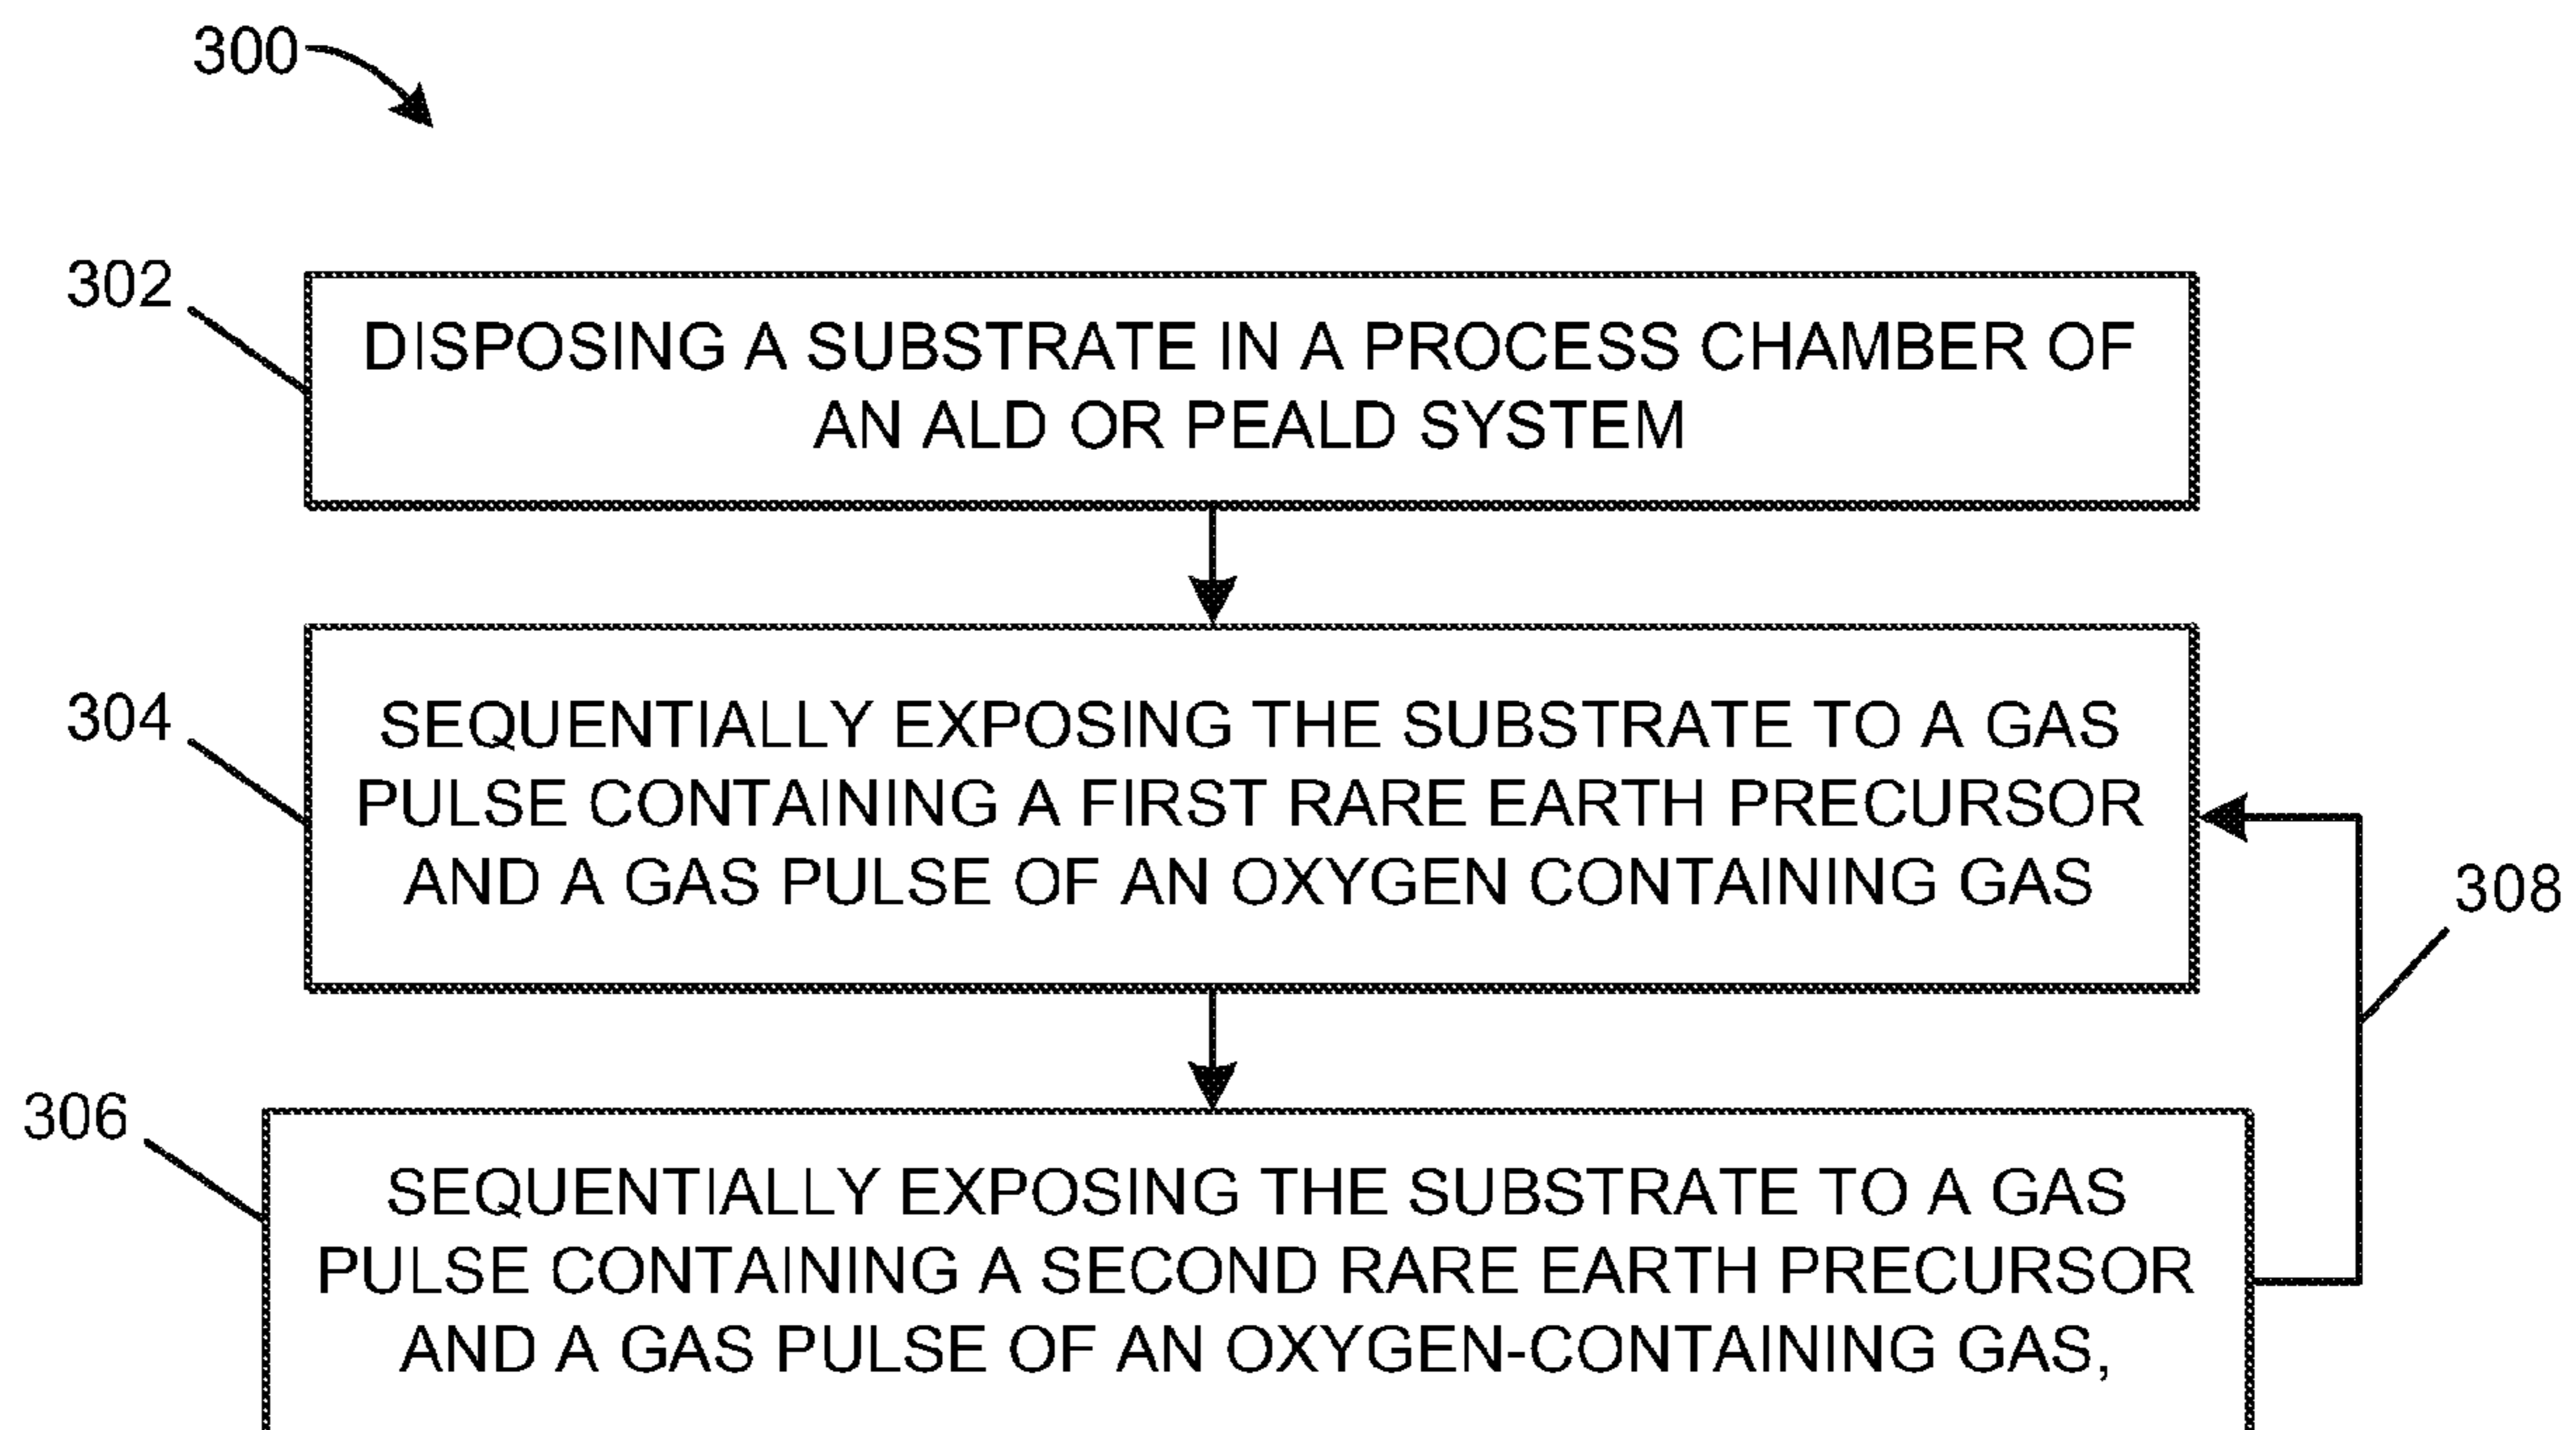 300
302
DISPOSING A SUBSTRATE IN A PROCESS CHAMBER OF
AN ALD OR PEALD SYSTEM
304
SEQUENTIALLY EXPOSING THE SUBSTRATE TO A GAS
PULSE CONTAINING A FIRST RARE EARTH PRECURSOR
AND A GAS PULSE OF AN OXYGEN CONTAINING GAS
308
306
SEQUENTIALLY EXPOSING THE SUBSTRATE TO A GAS
PULSE CONTAINING A SECOND RARE EARTH PRECURSOR
AND A GAS PULSE OF AN OXYGEN-CONTAINING GAS,